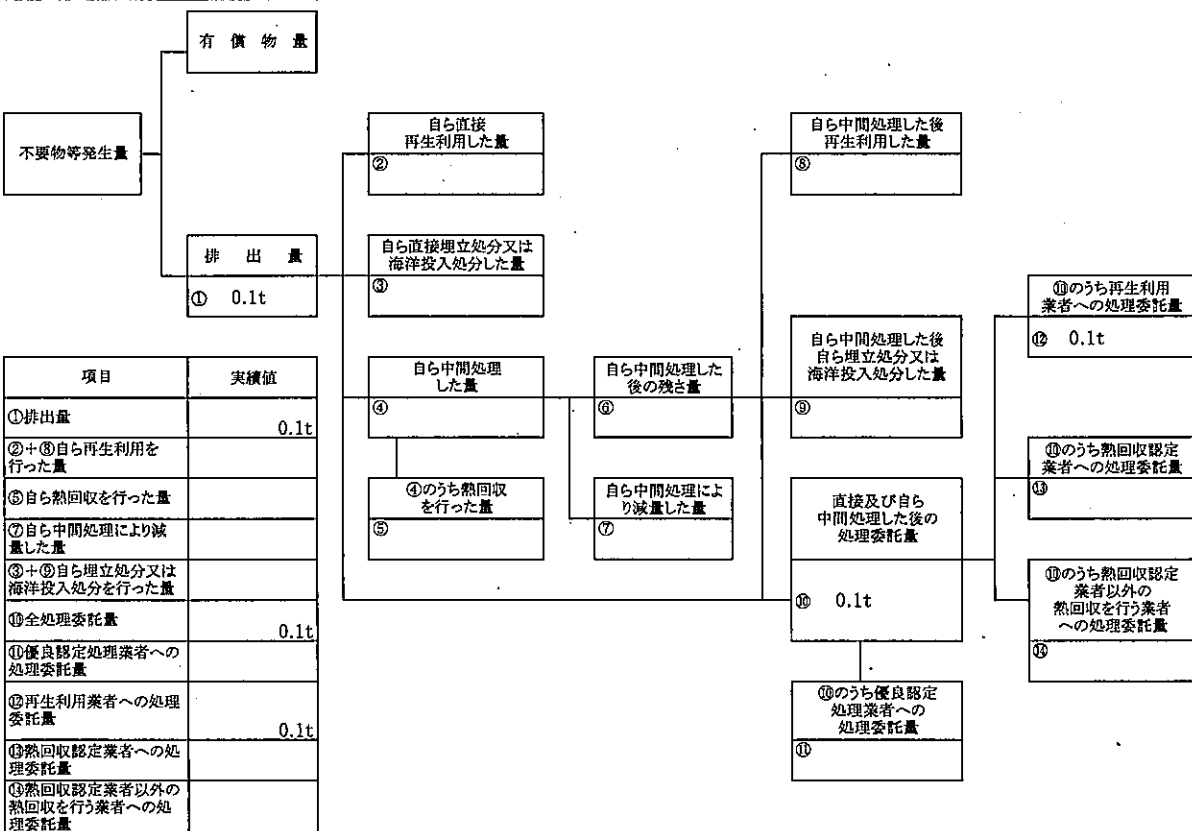 有 償 物 量
不要物等発生量
排 出 量
① 0.1t
自ら直接
再生利用した量
②
自ら直接埋立処分又は
海洋投入処分した量
③
自ら中間処理
した量
④
④のうち熱回収
を行った量
⑤
自ら中間処理した
後の残さ量
⑥
自ら中間処理によ
り減量した量
⑦
自ら中間処理した後
再生利用した量
⑧
自ら中間処理した後
自ら埋立処分又は
海洋投入処分した量
⑨
直接及び自ら
中間処理した後の
処理委託量
⑩ 0.1t
⑩のうち優良認定
処理業者への
処理委託量
⑪
⑩のうち再生利用
業者への処理委託量
⑫ 0.1t
⑩のうち熱回収認定
業者への処理委託量
⑬
⑩のうち熱回収認定
業者以外の
熱回収を行う業者
への処理委託量
⑭
項目 実績値
①排出量 0.1t
②+⑧自ら再生利用を
行った量
⑤自ら熱回収を行った量
⑦自ら中間処理により減
量した量
③+⑨自ら埋立処分又は
海洋投入処分を行った量
⑩全処理委託量 0.1t
⑪優良認定処理業者への
処理委託量
⑫再生利用業者への処理
委託量 0.1t
⑬熱回収認定業者への処
理委託量
⑭熱回収認定業者以外の
熱回収を行う業者への処
理委託量